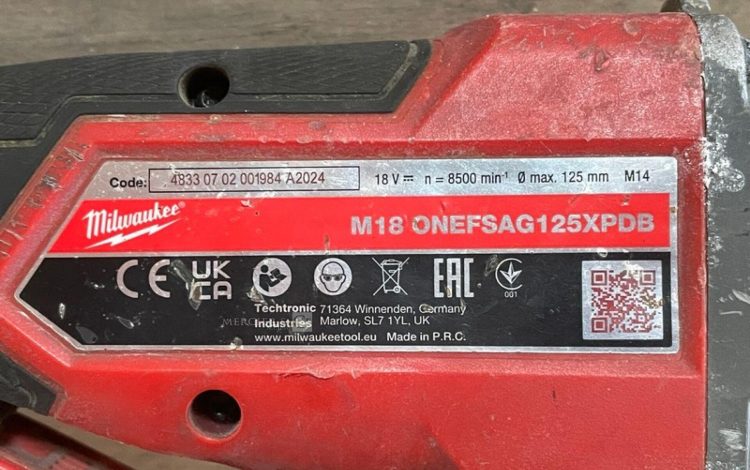 Code: 4833 07 02 001984 A2024 18 V ⎓ n = 8500 min⁻¹ Ø max. 125 mm M14
Milwaukee
M18 ONEFSAG125XPDB
CE UK CA EAC
001
Techtronic 71364 Winnenden, Germany
Industries Marlow, SL7 1YL, UK
www.milwaukeetool.eu Made in P.R.C.